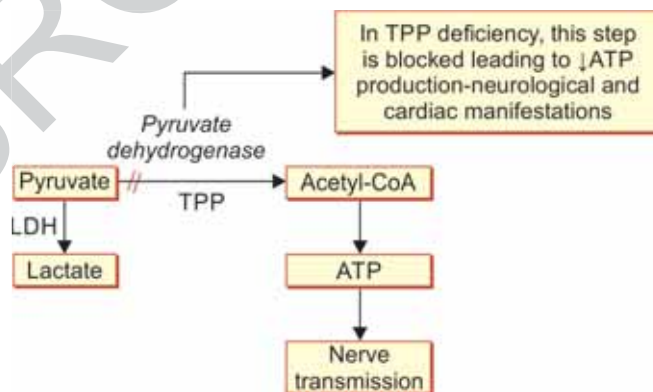 In TPP deficiency, this step
is blocked leading to ↓ATP
production-neurological and
cardiac manifestations
Pyruvate
dehydrogenase
Pyruvate
Acetyl-CoA
TPP
LDH
Lactate
ATP
Nerve
transmission